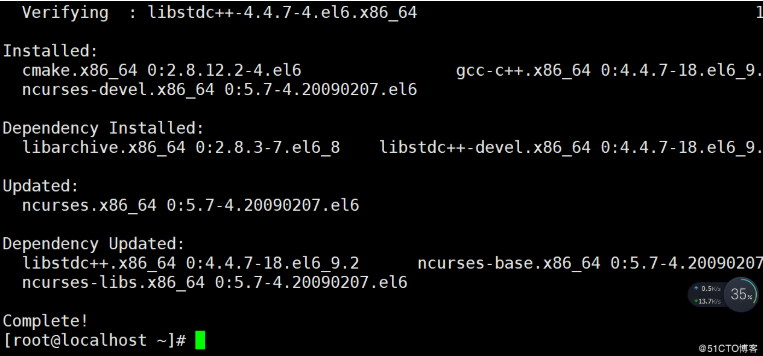 Verifying  : libstdc++-4.4.7-4.el6.x86_64 1
Installed:
cmake.x86_64 0:2.8.12.2-4.el6 gcc-c++.x86_64 0:4.4.7-18.el6_9.
ncurses-devel.x86_64 0:5.7-4.20090207.el6
Dependency Installed:
libarchive.x86_64 0:2.8.3-7.el6_8 libstdc++-devel.x86_64 0:4.4.7-18.el6_9.
Updated:
ncurses.x86_64 0:5.7-4.20090207.el6
Dependency Updated:
libstdc++.x86_64 0:4.4.7-18.el6_9.2 ncurses-base.x86_64 0:5.7-4.20090207
ncurses-libs.x86_64 0:5.7-4.20090207.el6
0.5K/s
35%
13.7K/s
Complete!
[root@localhost ~]#
@51CTO博客